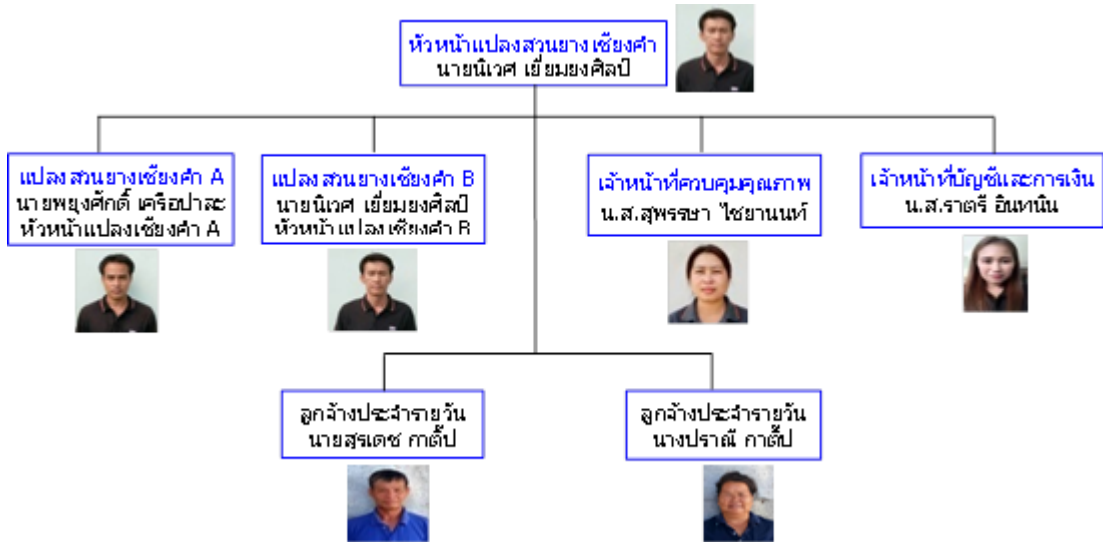 หัวหน้าแปลงสวนยางเชียงคำ
นายนิเวศ เยี่ยมยงศิลป์
แปลงสวนยางเชียงคำ A
นายพยุงศักดิ์ เครือปาละ
หัวหน้าแปลงเชียงคำ A
แปลงสวนยางเชียงคำ B
นายนิเวศ เยี่ยมยงศิลป์
หัวหน้าแปลงเชียงคำ B
เจ้าหน้าที่ควบคุมคุณภาพ
น.ส.สุพรรษา ไชยานนท์
เจ้าหน้าที่บัญชีและการเงิน
น.ส.ราตรี อินทนิน
ลูกจ้างประจำรายวัน
นายสุรเดช กาติ๊ป
ลูกจ้างประจำรายวัน
นางปราณี กาติ๊ป